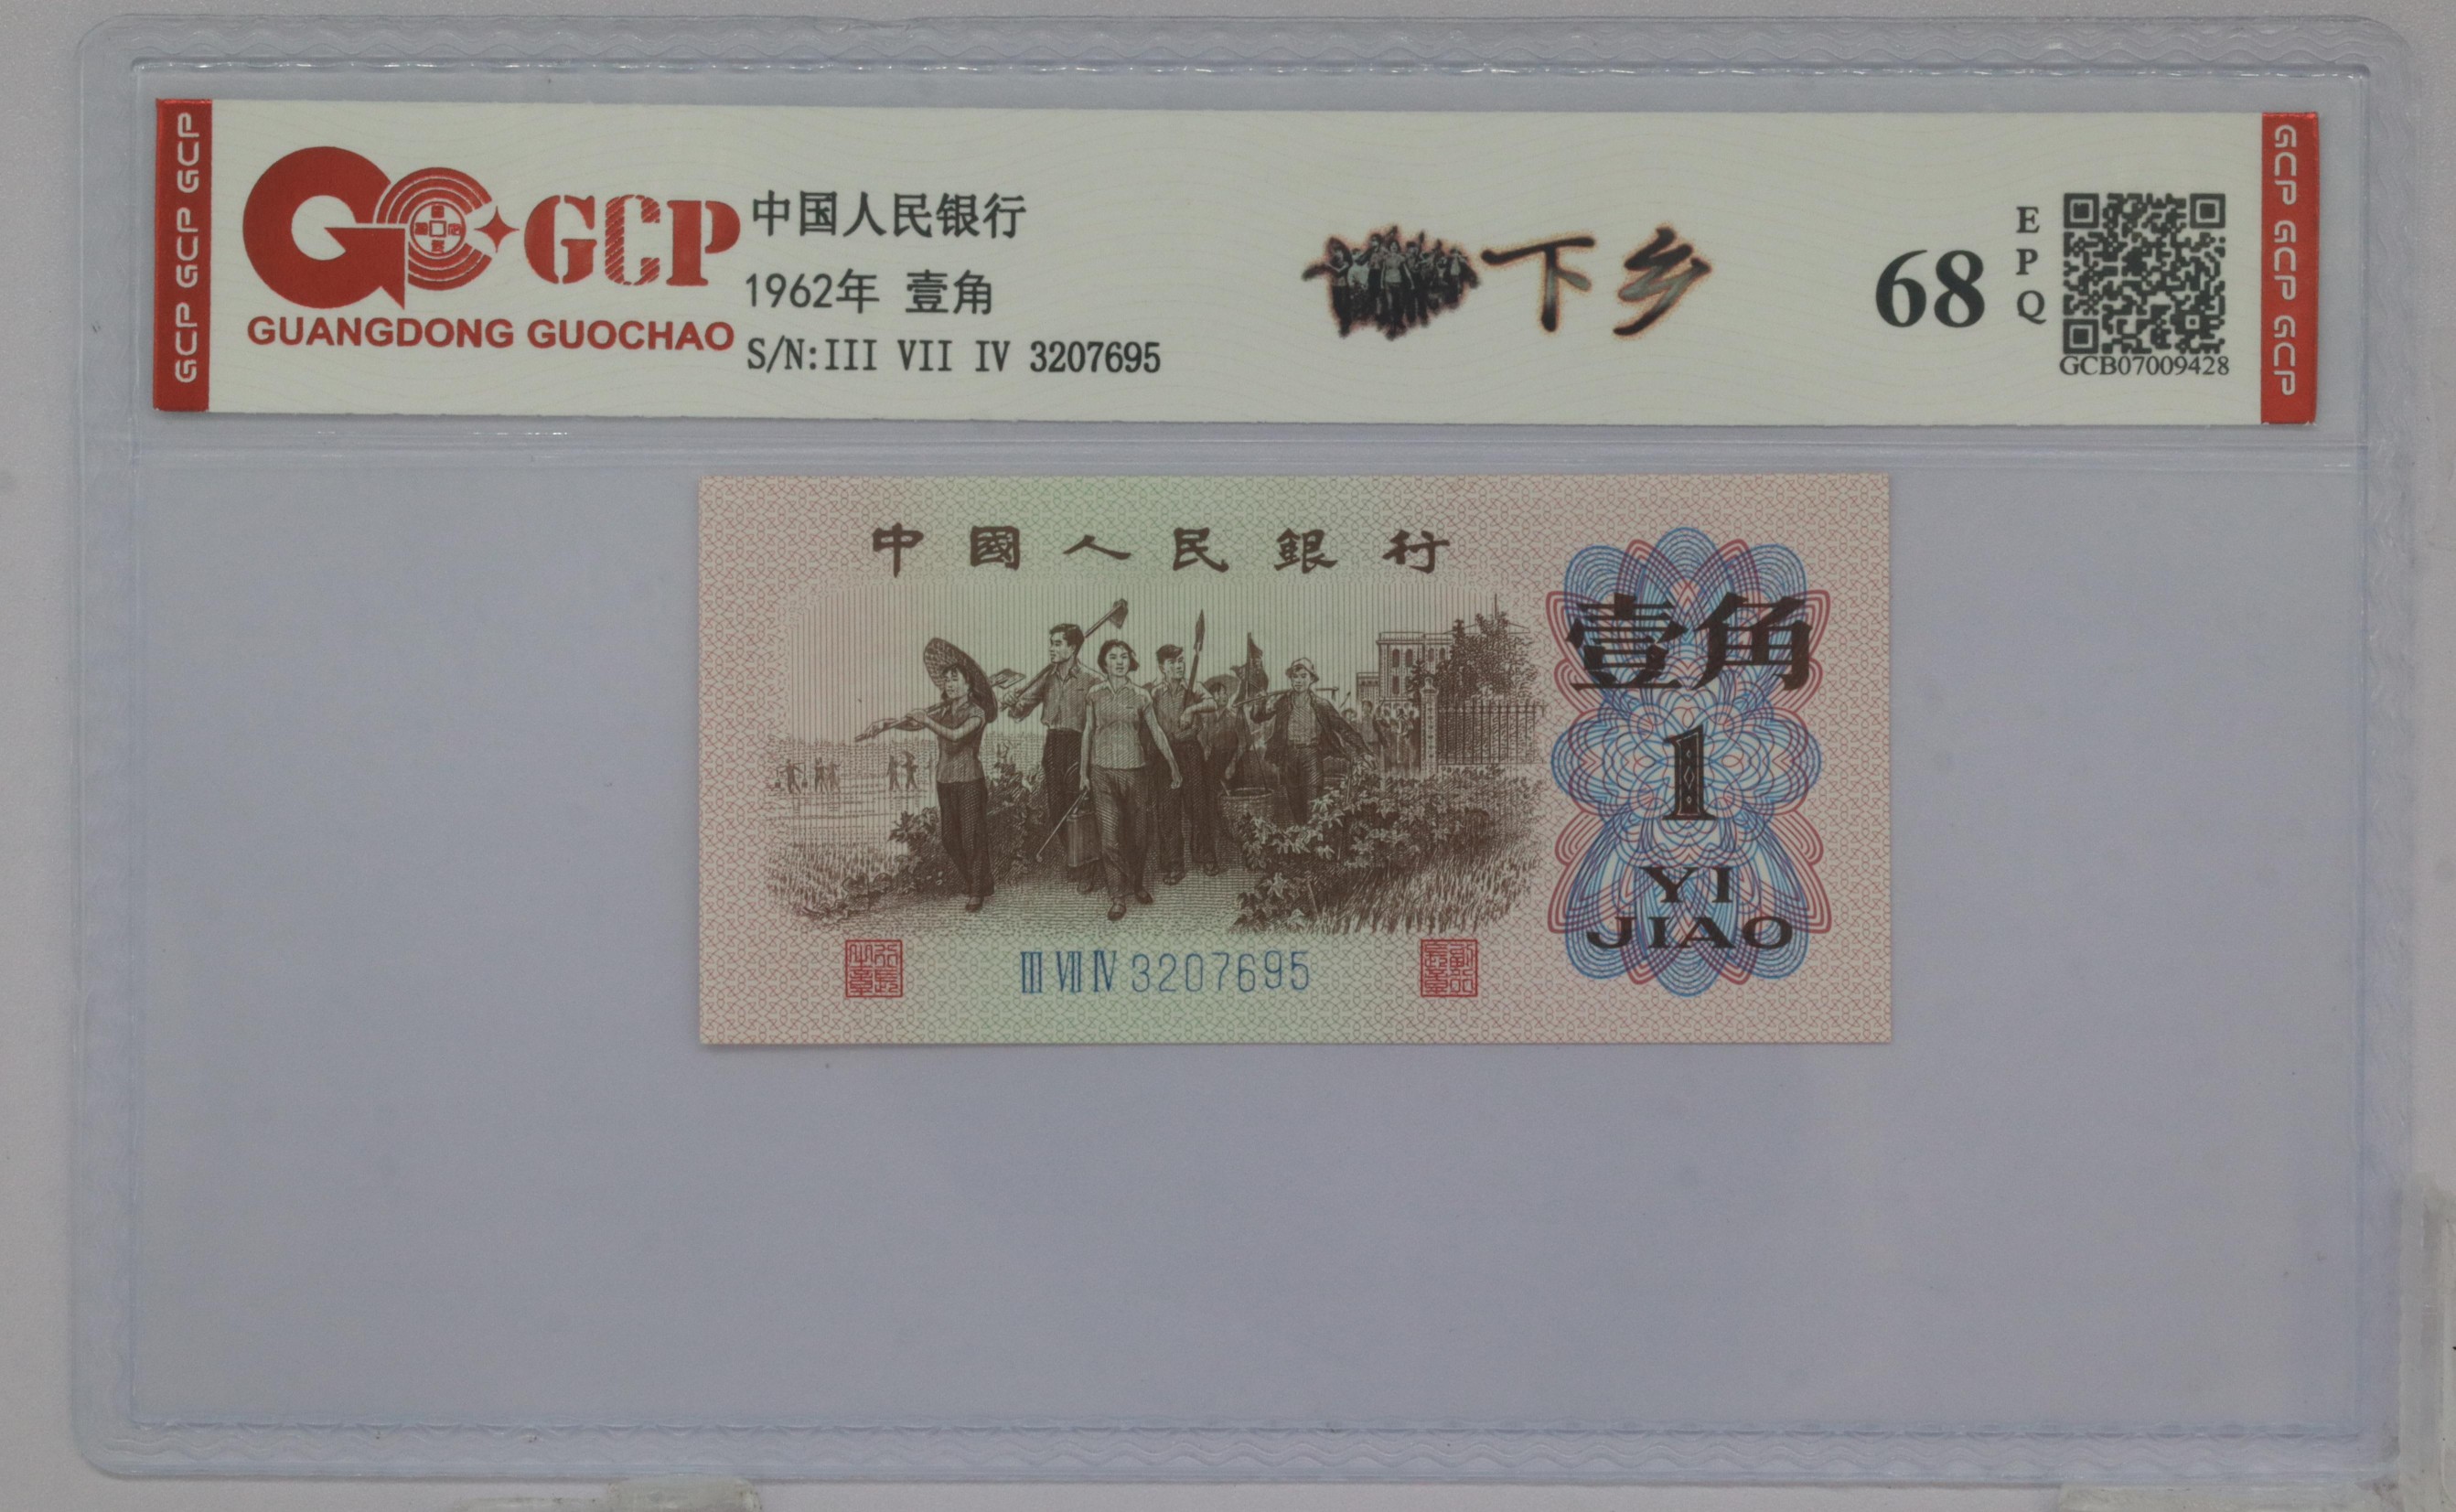 GCP GCP GCP
GCP
GUANGDONG GUOCHAO
中国人民银行
1962年 壹角
S/N:III VII IV 3207695
下乡
68
E
P
Q
GCB07009428
GCP GCP GCP
中國人民銀行
壹角
1
YI
JIAO
III VII IV 3207695